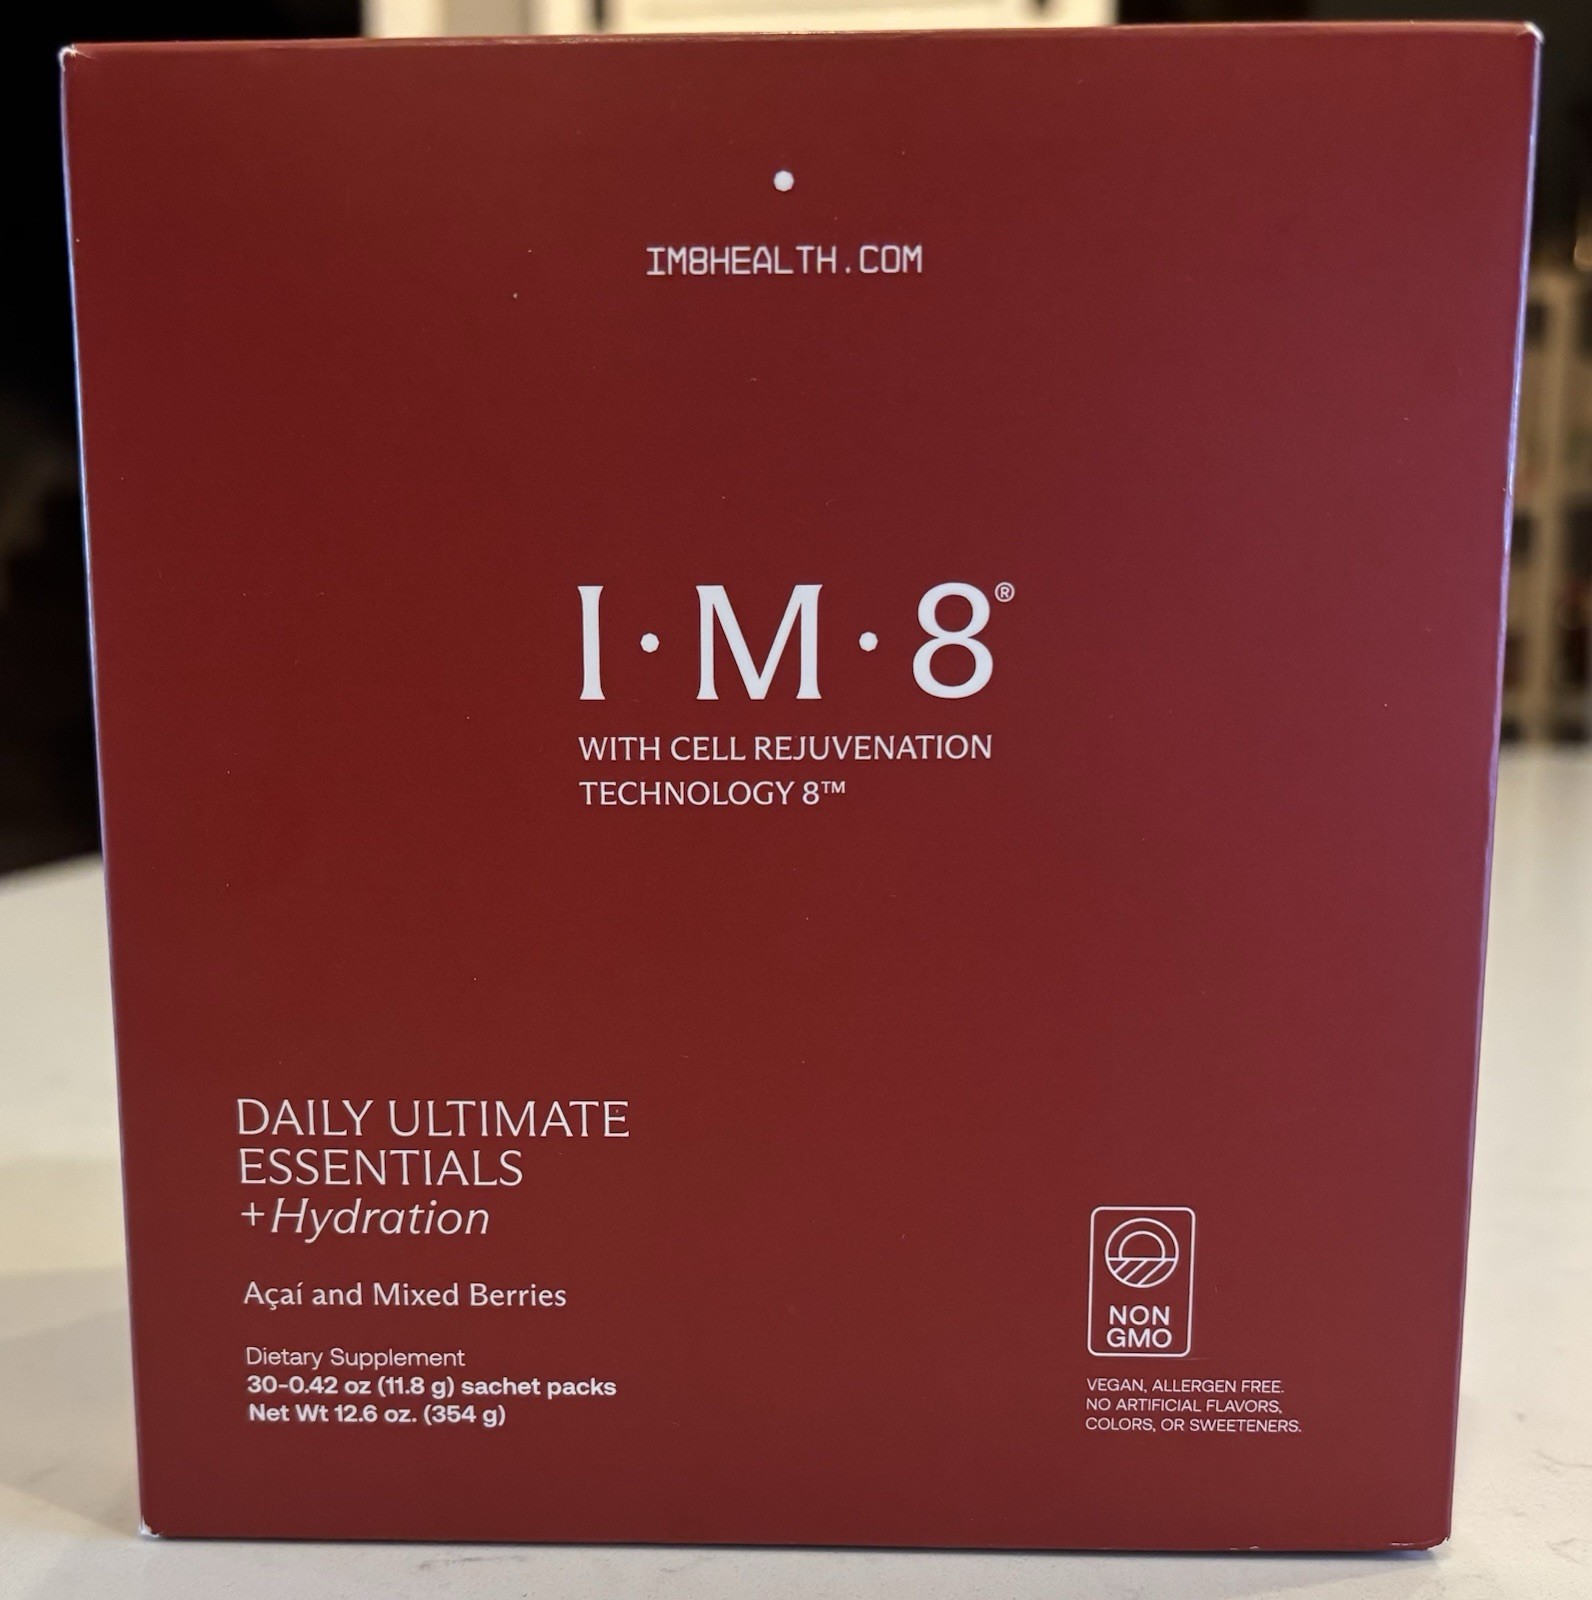 IM8HEALTH.COM
I·M·8®
WITH CELL REJUVENATION
TECHNOLOGY 8™
DAILY ULTIMATE
ESSENTIALS
+Hydration
Açaí and Mixed Berries
Dietary Supplement
30-0.42 oz (11.8 g) sachet packs
Net Wt 12.6 oz. (354 g)
NON
GMO
VEGAN, ALLERGEN FREE.
NO ARTIFICIAL FLAVORS,
COLORS, OR SWEETENERS.